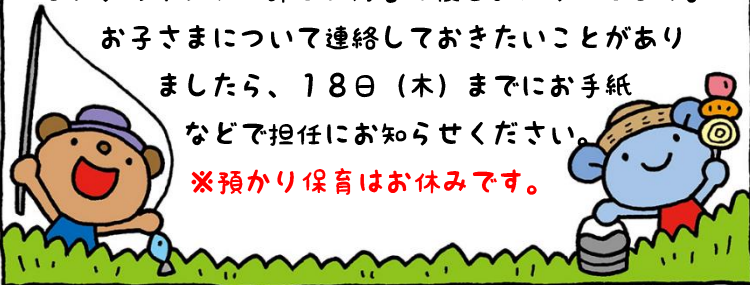 お子さまについて連絡しておきたいことがあり
ましたら、１８日（木）までにお手紙
などで担任にお知らせください。
※預かり保育はお休みです。